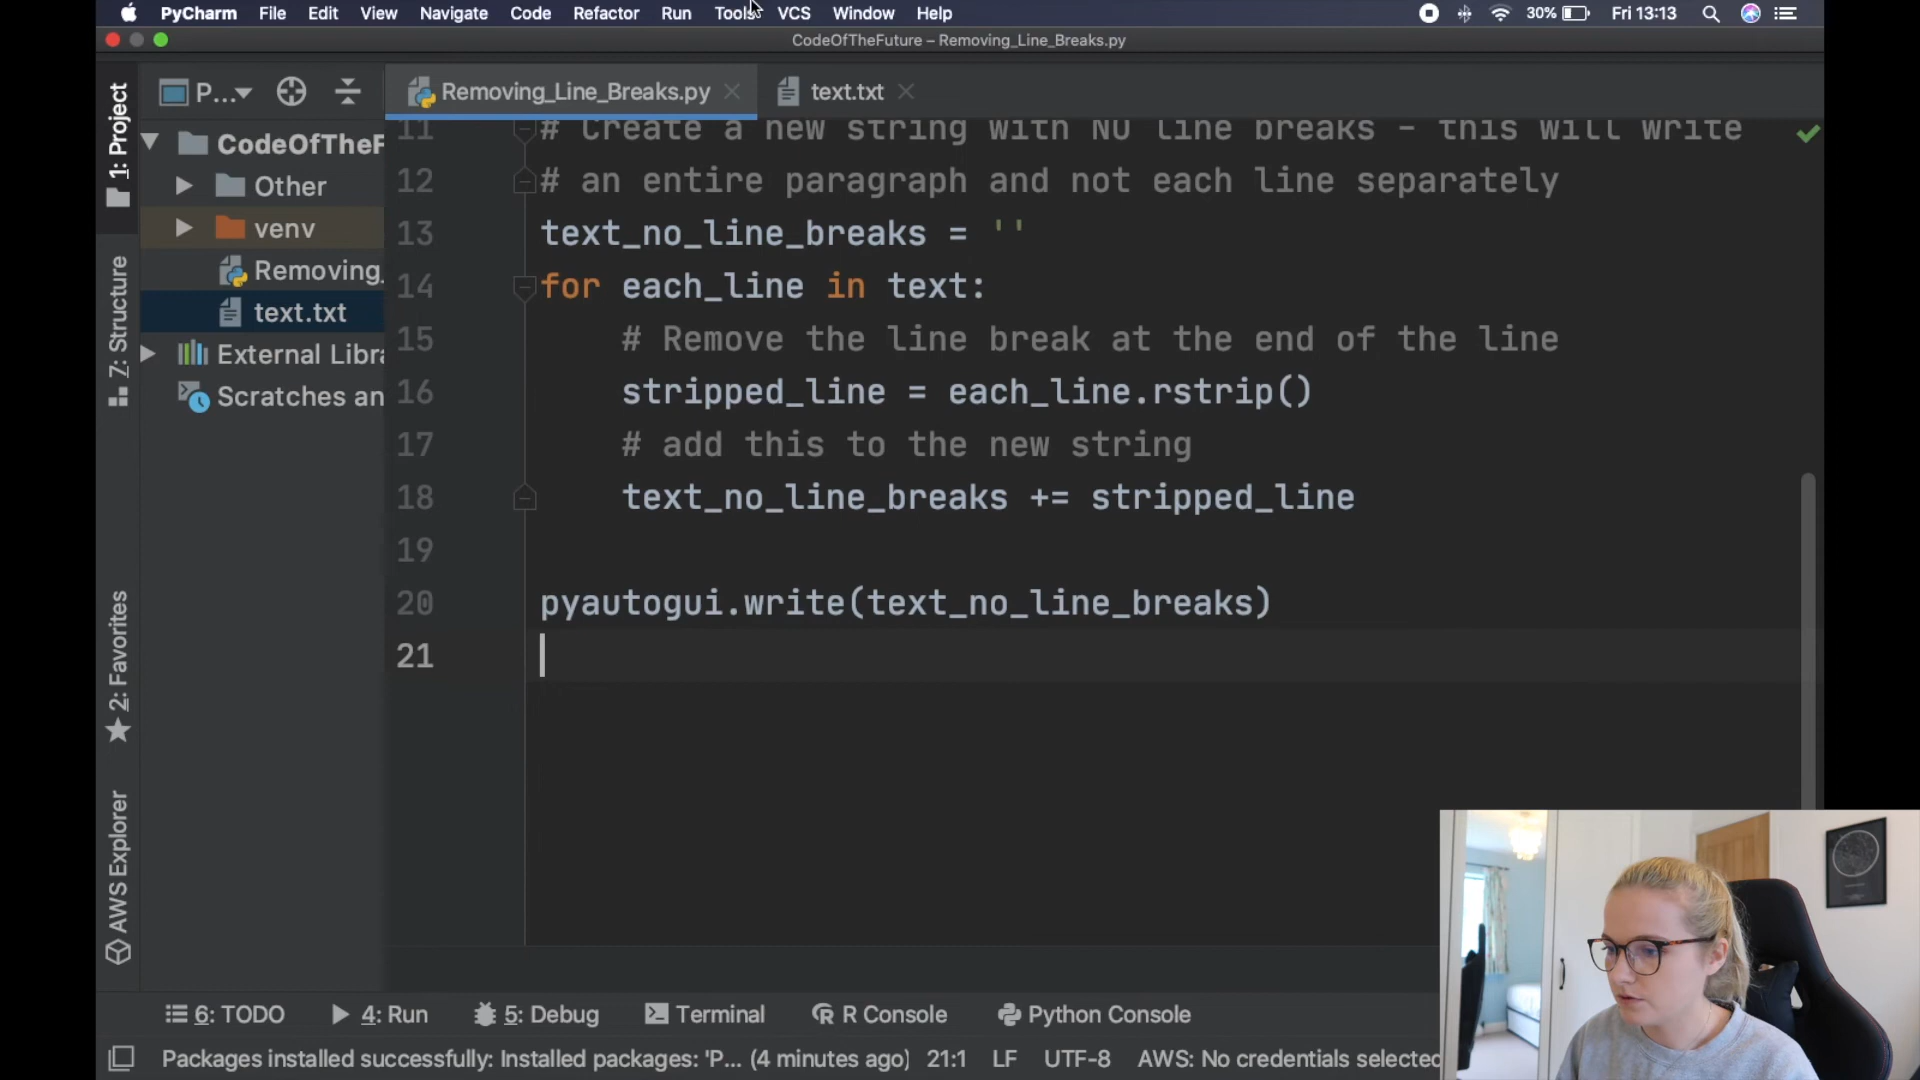 PyCharm File Edit View Navigate Code Refactor Run Tools VCS Window Help 30% Fri 13:13
CodeOfTheFuture – Removing_Line_Breaks.py
P... Removing_Line_Breaks.py text.txt
1: Project
Z: Structure
2: Favorites
AWS Explorer
CodeOfTheF
Other
venv
Removing_
text.txt
External Libra
Scratches an
11 # Create a new string with NO line breaks - this will write
12 # an entire paragraph and not each line separately
13 text_no_line_breaks = ''
14 for each_line in text:
15     # Remove the line break at the end of the line
16     stripped_line = each_line.rstrip()
17     # add this to the new string
18     text_no_line_breaks += stripped_line
19
20 pyautogui.write(text_no_line_breaks)
21
6: TODO 4: Run 5: Debug Terminal R Console Python Console
Packages installed successfully: Installed packages: 'P... (4 minutes ago) 21:1 LF UTF-8 AWS: No credentials selected